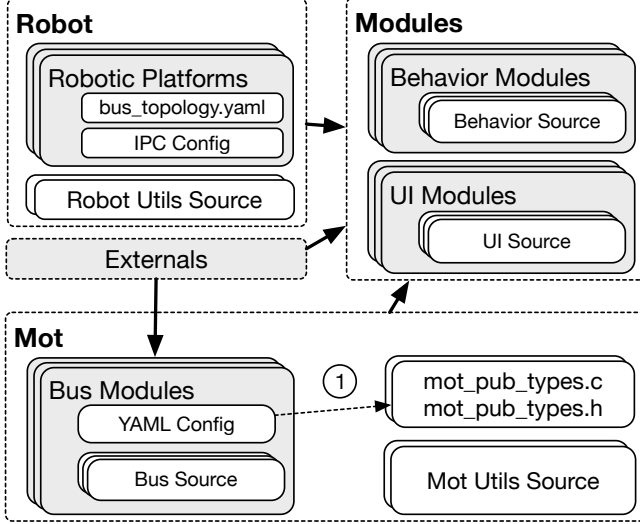 Robot
Robotic Platforms
bus_topology.yaml
IPC Config
Robot Utils Source
Modules
Behavior Modules
Behavior Source
UI Modules
UI Source
Externals
Mot
Bus Modules
YAML Config
Bus Source
1
mot_pub_types.c
mot_pub_types.h
Mot Utils Source